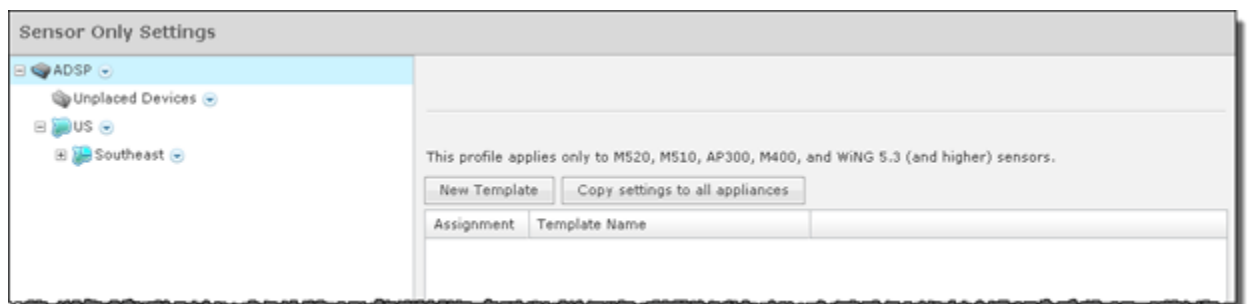 Sensor Only Settings
ADSP
Unplaced Devices
US
Southeast
This profile applies only to M520, M510, AP300, M400, and WiNG 5.3 (and higher) sensors.
New Template Copy settings to all appliances
Assignment Template Name